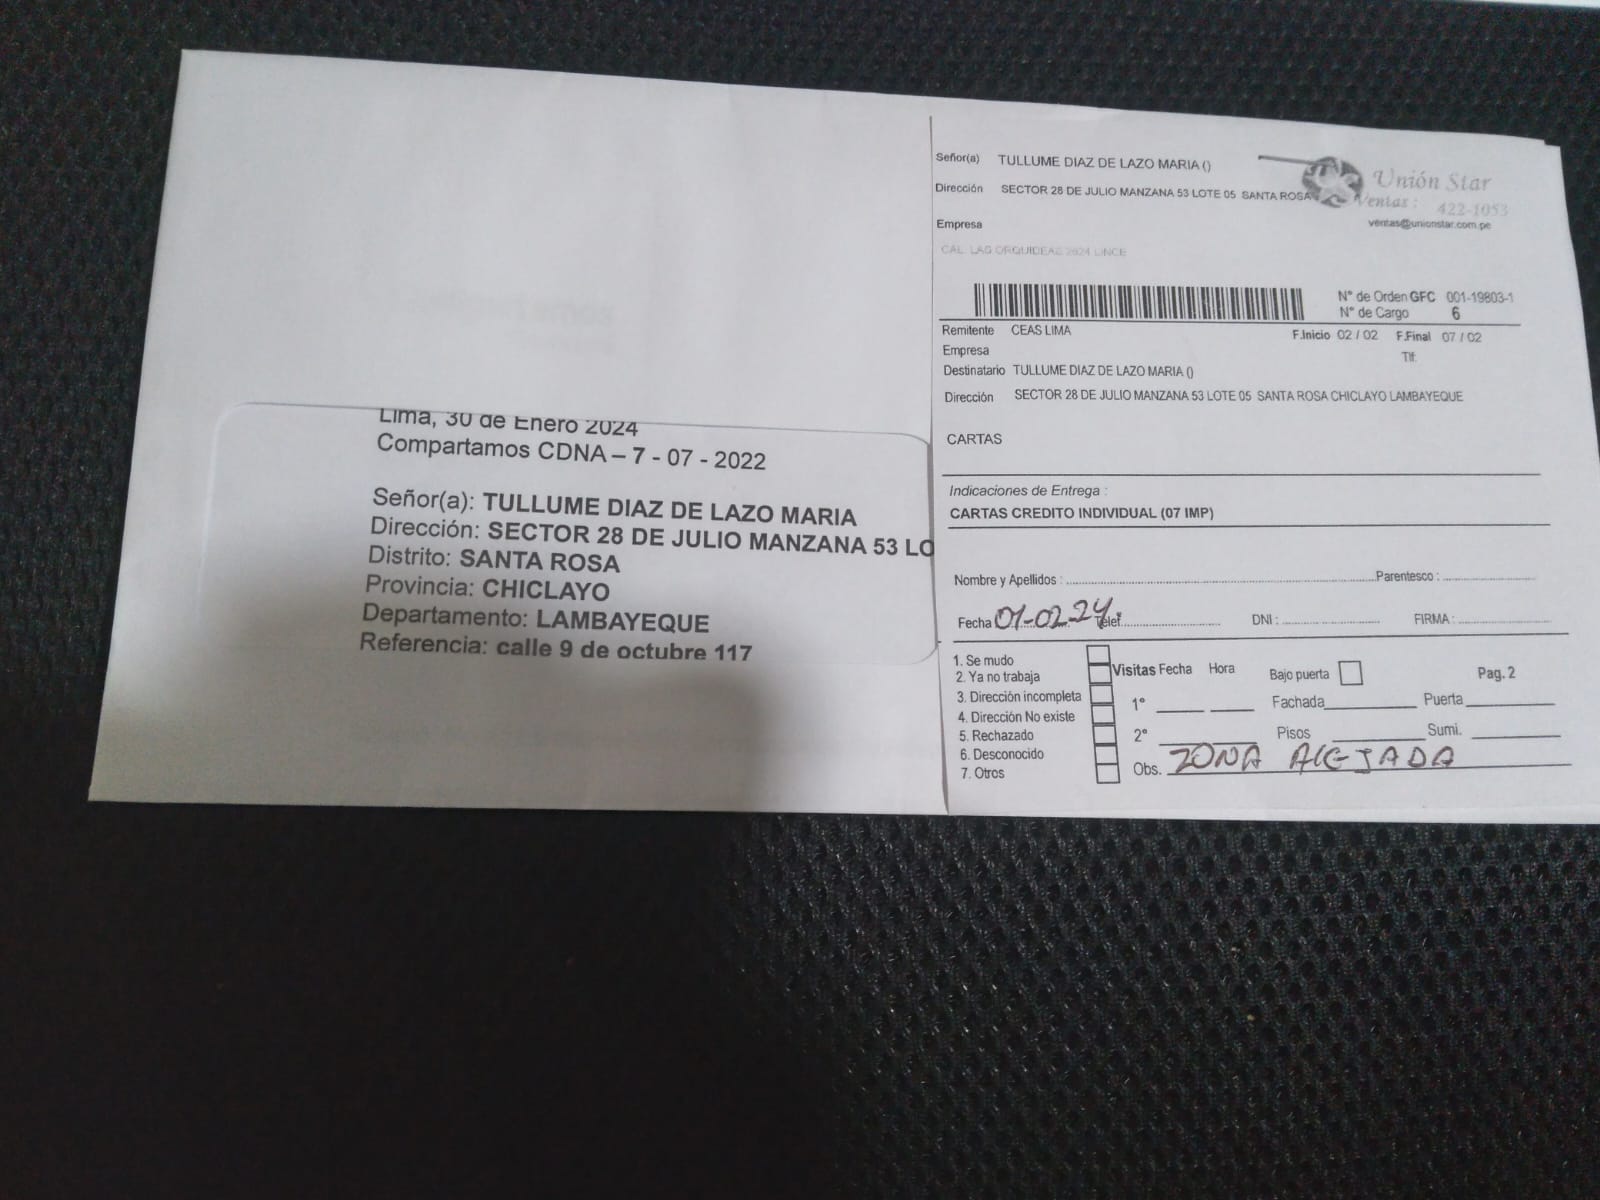 Lima, 30 de Enero 2024
Compartamos CDNA – 7 - 07 - 2022
Señor(a): TULLUME DIAZ DE LAZO MARIA
Dirección: SECTOR 28 DE JULIO MANZANA 53 LO
Distrito: SANTA ROSA
Provincia: CHICLAYO
Departamento: LAMBAYEQUE
Referencia: calle 9 de octubre 117
Señor(a) TULLUME DIAZ DE LAZO MARIA ()
Dirección SECTOR 28 DE JULIO MANZANA 53 LOTE 05 SANTA ROSA
Unión Star
Ventas : 422-1053
ventas@unionstar.com.pe
Empresa
CAL. LAS ORQUIDEAS 2624 LINCE
N° de Orden GFC 001-19803-1
N° de Cargo 6
Remitente CEAS LIMA
F.Inicio 02 / 02 F.Final 07 / 02
Empresa
Tlf:
Destinatario TULLUME DIAZ DE LAZO MARIA ()
Dirección SECTOR 28 DE JULIO MANZANA 53 LOTE 05 SANTA ROSA CHICLAYO LAMBAYEQUE
CARTAS
Indicaciones de Entrega :
CARTAS CREDITO INDIVIDUAL (07 IMP)
Nombre y Apellidos : Parentesco :
Fecha 01-02-24 Telef. DNI : FIRMA :
1. Se mudo
2. Ya no trabaja
3. Dirección incompleta
4. Dirección No existe
5. Rechazado
6. Desconocido
7. Otros
Visitas Fecha Hora Bajo puerta Pag. 2
1° Fachada Puerta
2° Pisos Sumi.
Obs. ZONA ALEJADA